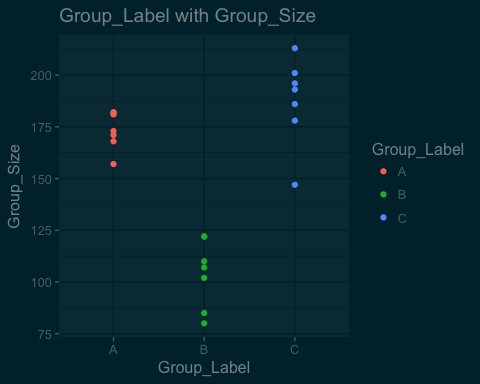 Group_Label with Group_Size
200
175
150
125
100
75
Group_Size
A
B
C
Group_Label
Group_Label
A
B
C